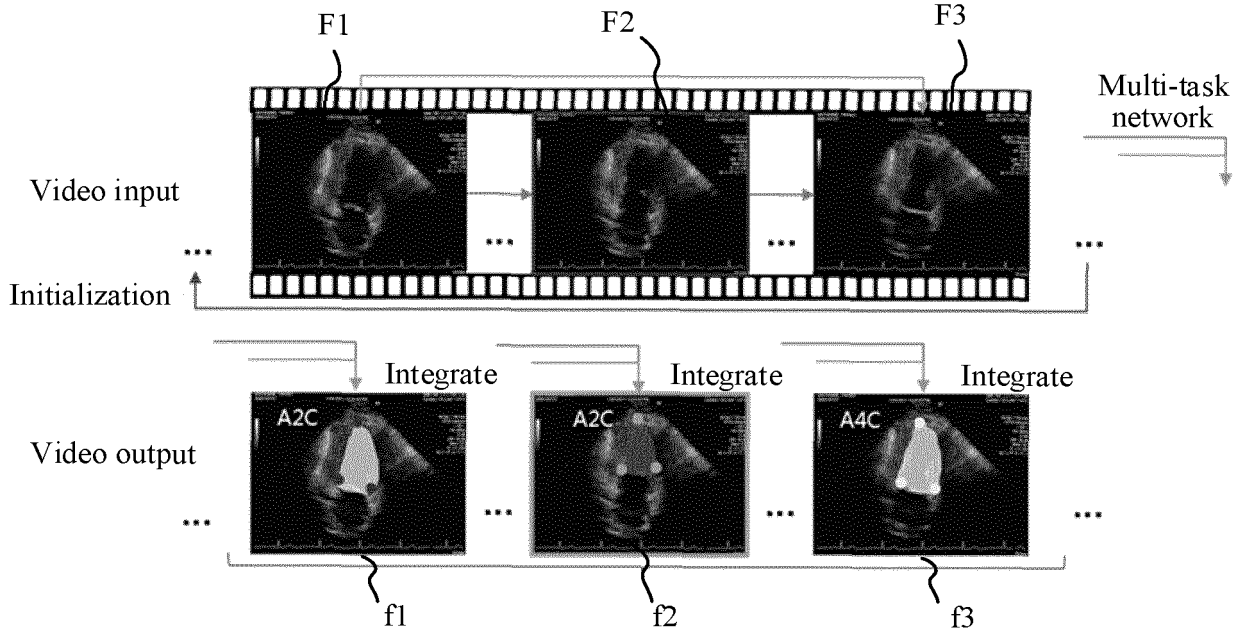 F1
F2
F3
Multi-task
network
Video input
...
...
...
...
Initialization
Integrate
Integrate
Integrate
A2C
A2C
A4C
Video output
...
...
...
...
f1
f2
f3